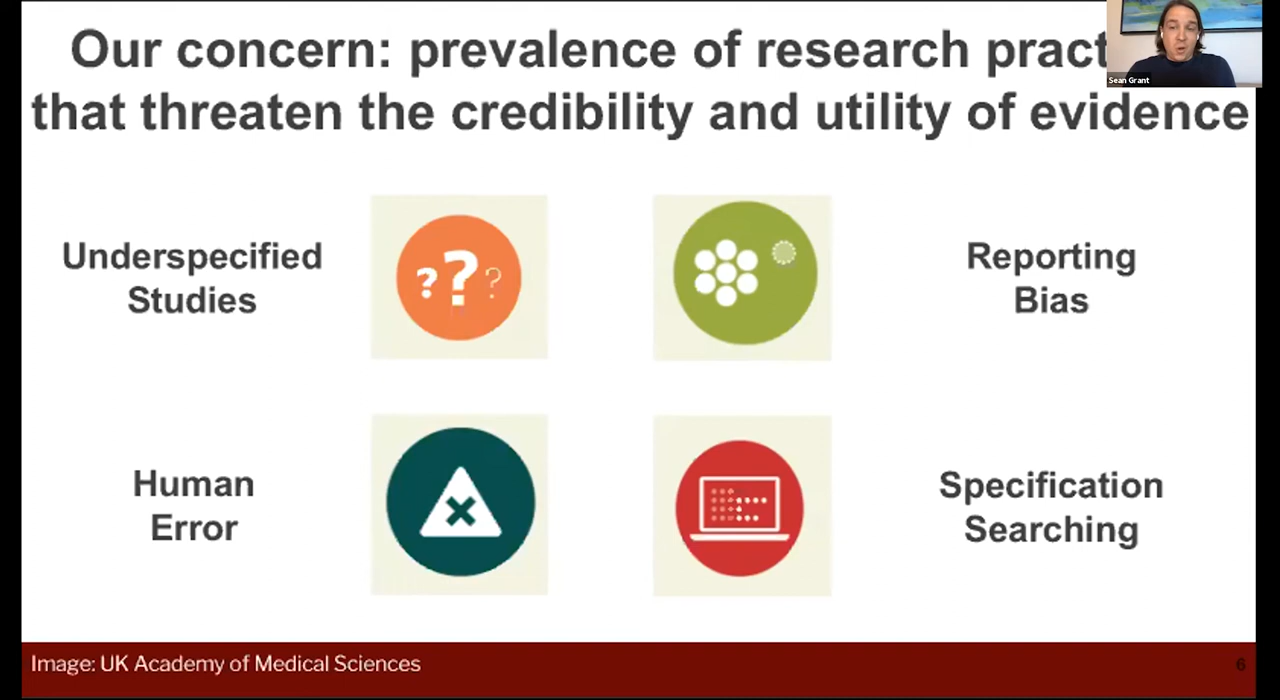 Our concern: prevalence of research pract
that threaten the credibility and utility of evidence
Sean Grant
Underspecified
Studies
? ? ?
Reporting
Bias
Human
Error
Specification
Searching
Image: UK Academy of Medical Sciences
6